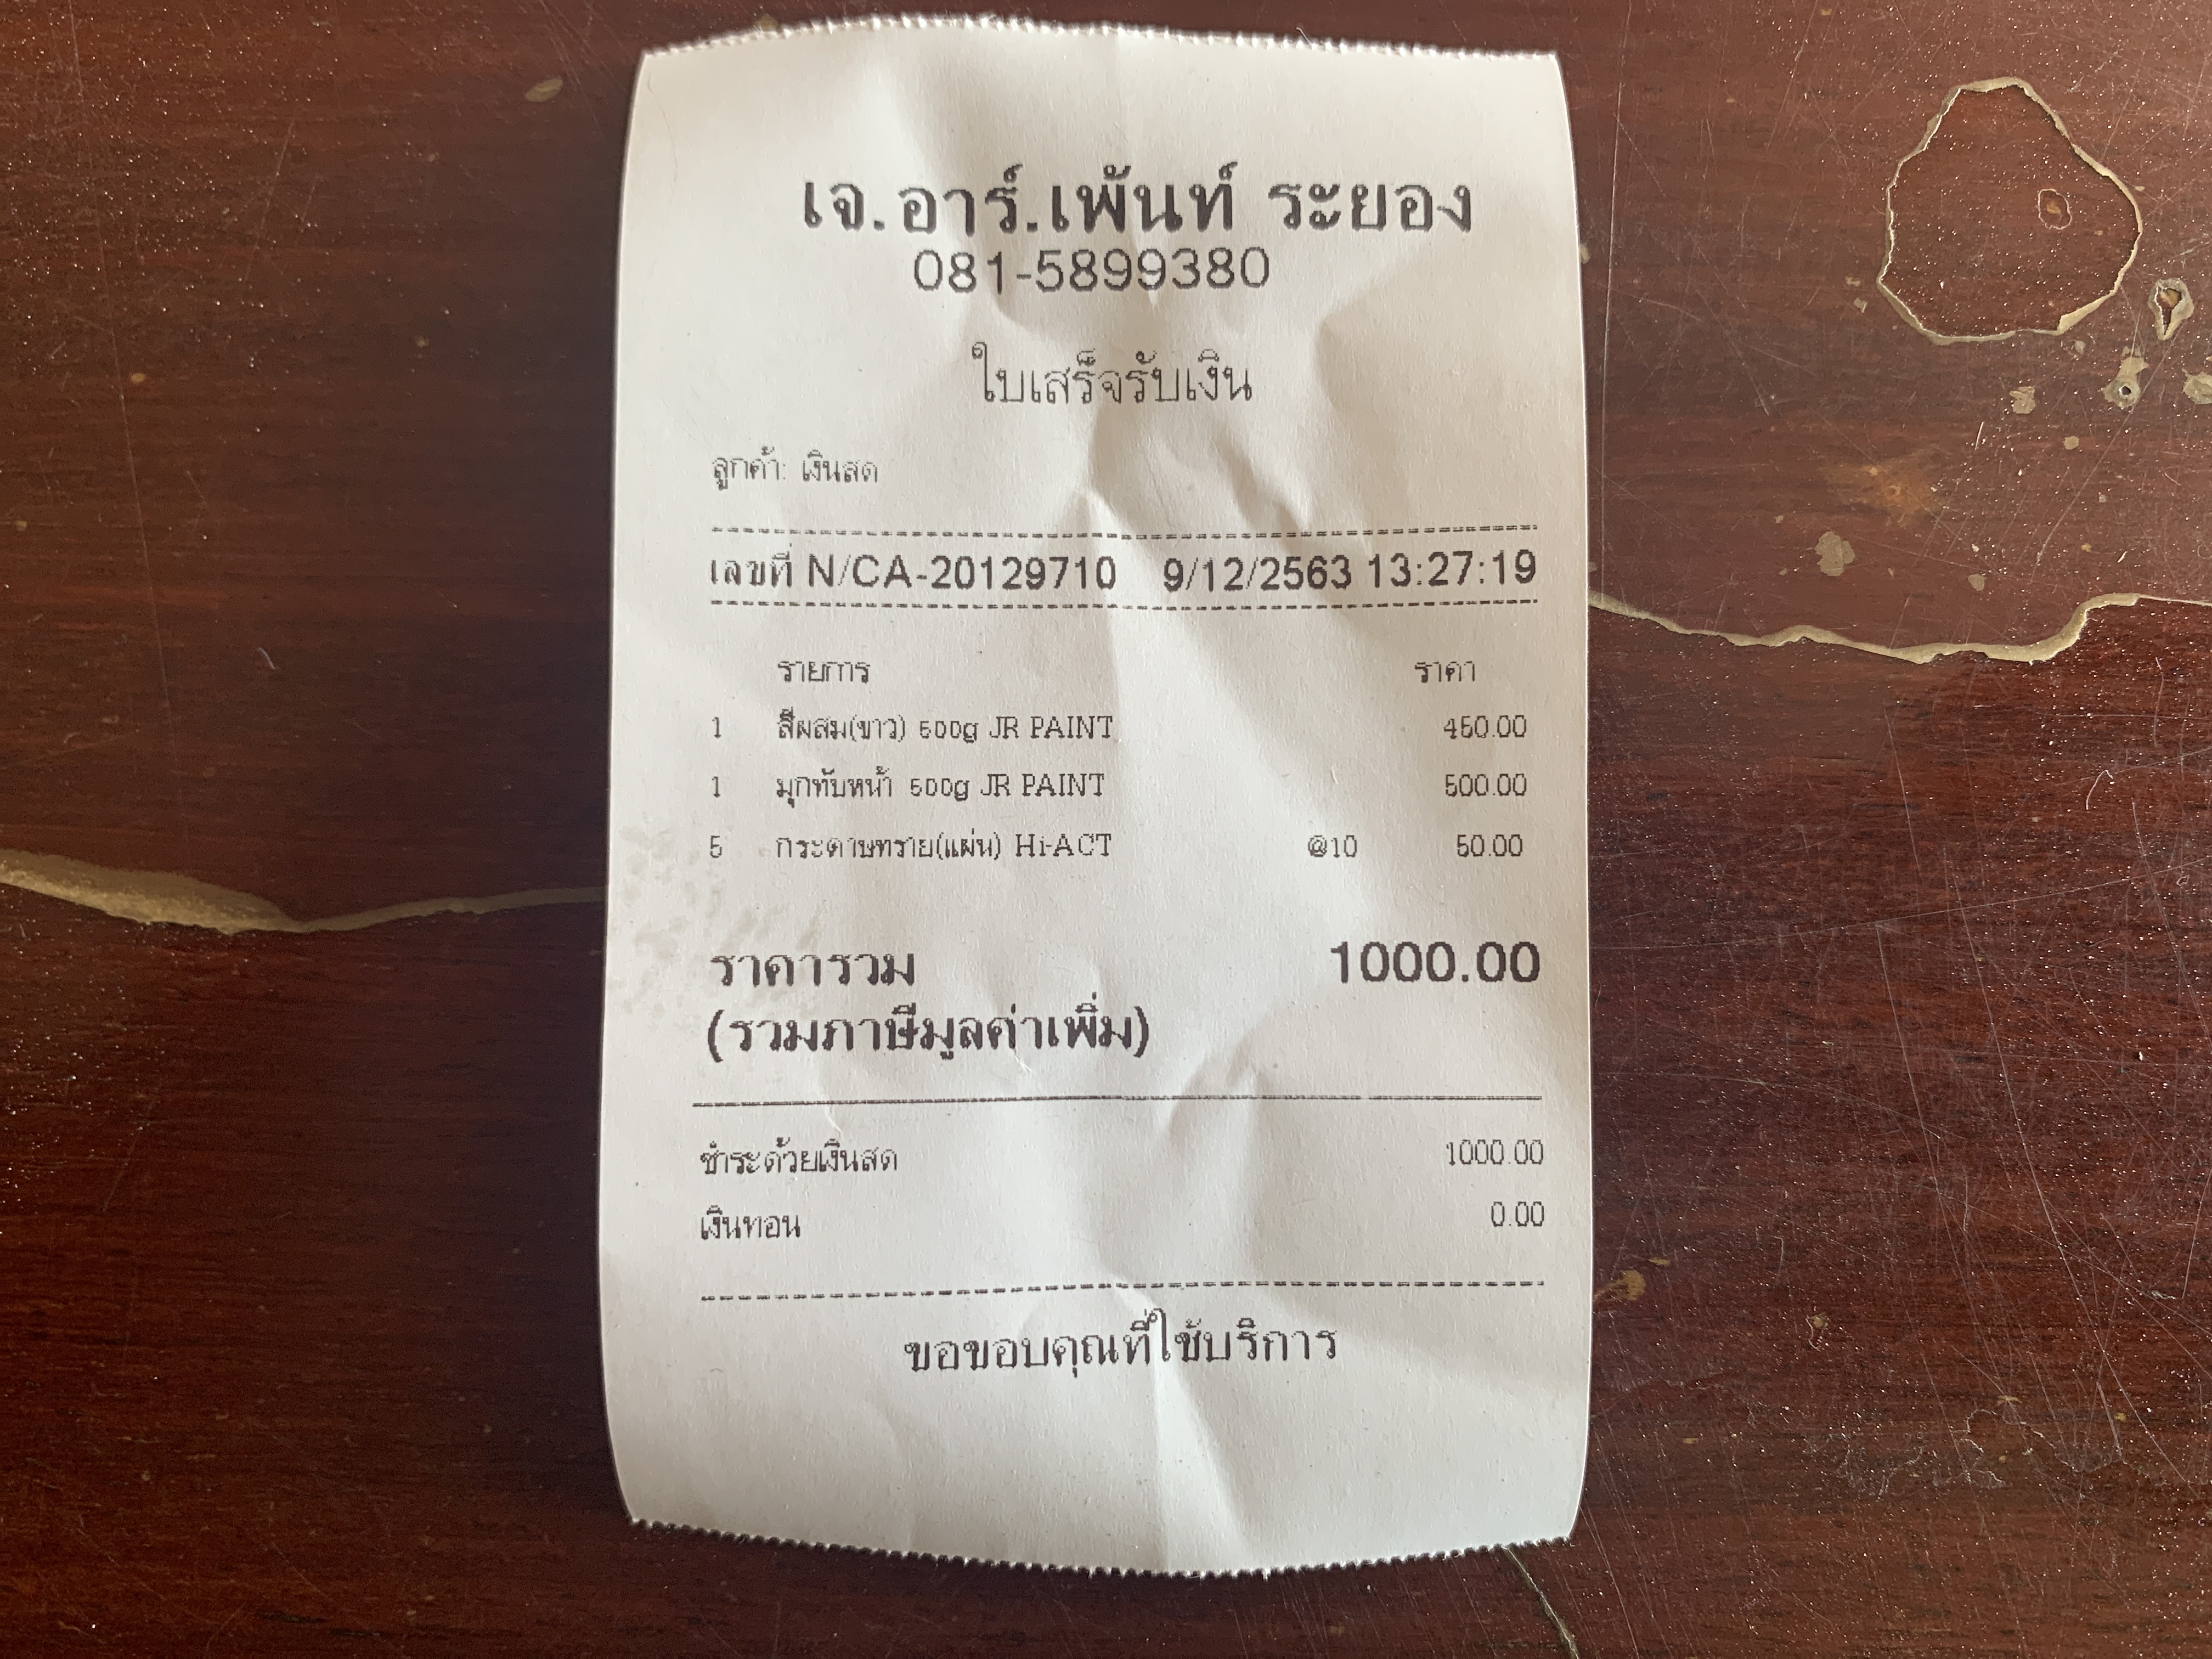 เจ.อาร์.เพ้นท์ ระยอง
081-5899380
ใบเสร็จรับเงิน
ลูกค้า: เงินสด
เลขที่ N/CA-20129710 9/12/2563 13:27:19
รายการ ราคา
1 สีผสม(ขาว) 500g JR PAINT 450.00
1 มุกทับหน้า 500g JR PAINT 500.00
5 กระดาษทราย(แผ่น) Hi-ACT @10 50.00
ราคารวม 1000.00
(รวมภาษีมูลค่าเพิ่ม)
ชำระด้วยเงินสด 1000.00
เงินทอน 0.00
ขอขอบคุณที่ใช้บริการ